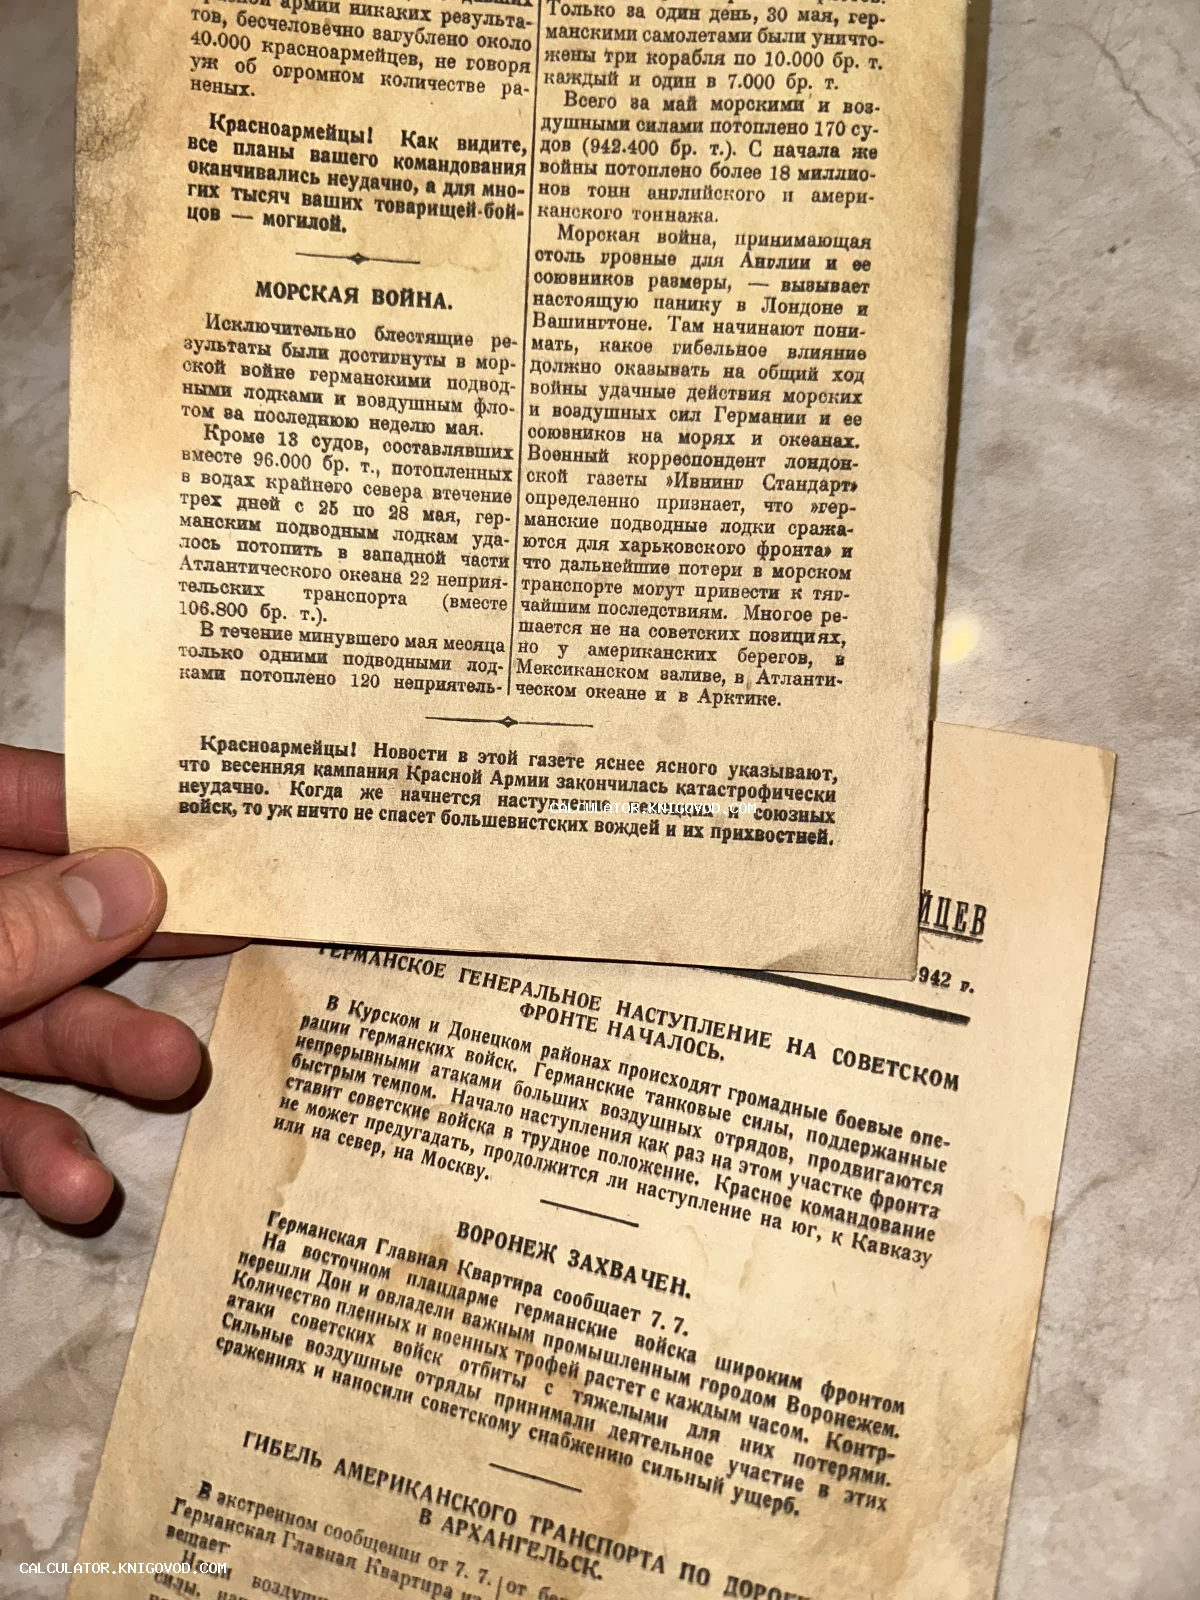 армии никаких результа-
тов, бесчеловечно загублено около
40.000 красноармейцев, не говоря
уж об огромном количестве ра-
неных.
Красноармейцы! Как видите,
все планы вашего командования
оканчивались неудачно, а для мно-
гих тысяч ваших товарищей-бой-
цов — могилой.
МОРСКАЯ ВОЙНА.
Исключительно блестящие ре-
зультаты были достигнуты в мор-
ской войне германскими подвод-
ными лодками и воздушным фло-
том за последнюю неделю мая.
Кроме 13 судов, составлявших
вместе 96.000 бр. т., потопленных
в водах крайнего севера втечение
трех дней с 25 по 28 мая, гер-
манским подводным лодкам уда-
лось потопить в западной части
Атлантического океана 22 неприя-
тельских транспорта (вместе
106.800 бр. т.).
В течение минувшего мая месяца
только одними подводными лод-
ками потоплено 120 неприятель-
Только за один день, 30 мая, гер-
манскими самолетами были уничто-
жены три корабля по 10.000 бр. т.
каждый и один в 7.000 бр. т.
Всего за май морскими и воз-
душными силами потоплено 170 су-
дов (942.400 бр. т.). С начала же
войны потоплено более 18 миллио-
нов тонн английского и амери-
канского тоннажа.
Морская война, принимающая
столь грозные для Англии и ее
союзников размеры, — вызывает
настоящую панику в Лондоне и
Вашингтоне. Там начинают пони-
мать, какое гибельное влияние
должно оказывать на общий ход
войны удачные действия морских
и воздушных сил Германии и ее
союзников на морях и океанах.
Военный корреспондент лондон-
ской газеты »Ивнинг Стандарт»
определенно признает, что »гер-
манские подводные лодки сража-
ются для харьковского фронта» и
что дальнейшие потери в морском
транспорте могут привести к тяг-
чайшим последствиям. Многое ре-
шается не на советских позициях,
но у американских берегов, в
Мексиканском заливе, в Атланти-
ческом океане и в Арктике.
Красноармейцы! Новости в этой газете яснее ясного указывают,
что весенняя кампания Красной Армии закончилась катастрофически
неудачно. Когда же начнется наступление немецких и союзных
войск, то уж ничто не спасет большевистских вождей и их прихвостней.
CALCULATOR.KNIGOVOD.COM
ЙЦЕВ
942 г.
ГЕРМАНСКОЕ ГЕНЕРАЛЬНОЕ НАСТУПЛЕНИЕ НА СОВЕТСКОМ
ФРОНТЕ НАЧАЛОСЬ.
В Курском и Донецком районах происходят громадные боевые опе-
рации германских войск. Германские танковые силы, поддержанные
непрерывными атаками больших воздушных отрядов, продвигаются
быстрым темпом. Начало наступления как раз на этом участке фронта
ставит советские войска в трудное положение. Красное командование
не может предугадать, продолжится ли наступление на юг, к Кавказу
или на север, на Москву.
ВОРОНЕЖ ЗАХВАЧЕН.
Германская Главная Квартира сообщает 7. 7.
На восточном плацдарме германские войска широким фронтом
перешли Дон и овладели важным промышленным городом Воронежем.
Количество пленных и военных трофей растет с каждым часом. Контр-
атаки советских войск отбиты с тяжелыми для них потерями.
Сильные воздушные отряды принимали деятельное участие в этих
сражениях и наносили советскому снабжению сильный ущерб.
ГИБЕЛЬ АМЕРИКАНСКОГО ТРАНСПОРТА ПО ДОРОГЕ
В АРХАНГЕЛЬСК.
В экстренном сообщении от 7. 7.
Германская Главная Квартира из-
вещает
воздуш
силы,
от
CALCULATOR.KNIGOVOD.COM